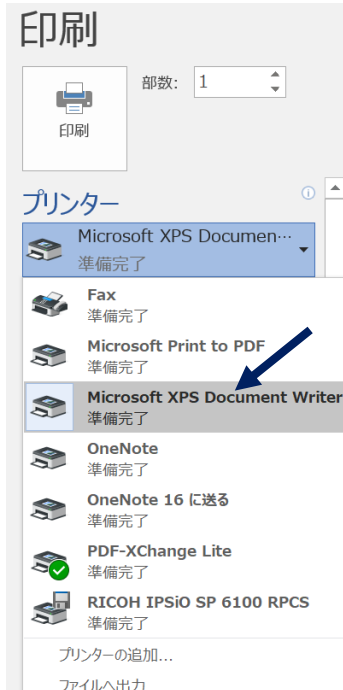 印刷
部数: 1
印刷
プリンター
Microsoft XPS Documen…
準備完了
Fax
準備完了
Microsoft Print to PDF
準備完了
Microsoft XPS Document Writer
準備完了
OneNote
準備完了
OneNote 16 に送る
準備完了
PDF-XChange Lite
準備完了
RICOH IPSiO SP 6100 RPCS
準備完了
プリンターの追加...
ファイルへ出力